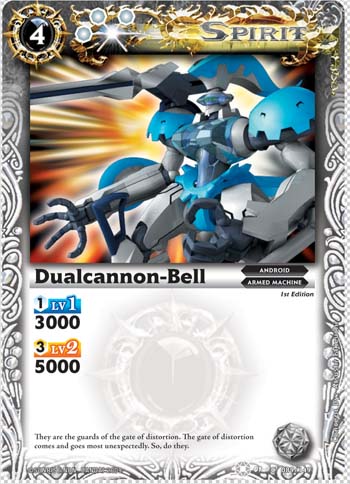 4
SPIRIT
Dualcannon-Bell
ANDROID
ARMED MACHINE
1st Edition
1 LV1
3000
3 LV2
5000
They are the guards of the gate of distortion. The gate of distortion
comes and goes most unexpectedly. So, do they.